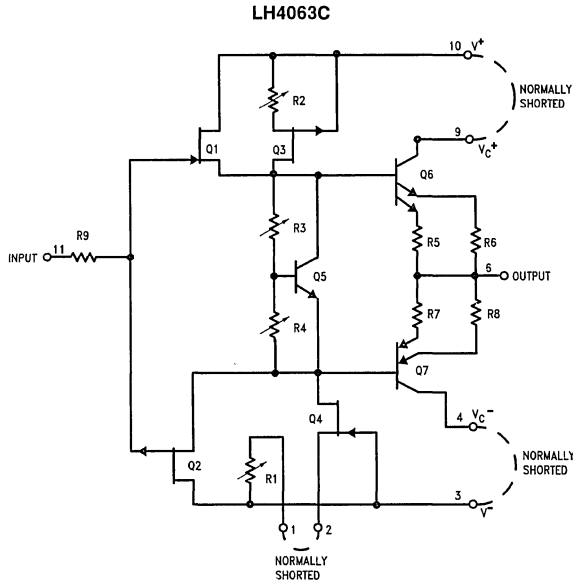 LH4063C
10 V+
NORMALLY
SHORTED
9
VC+
R2
Q1
Q3
Q6
R9
11
INPUT
R3
R5
R6
Q5
6
OUTPUT
R4
R7
R8
Q7
Q4
4
VC-
Q2
R1
NORMALLY
SHORTED
3
V-
1
2
NORMALLY
SHORTED